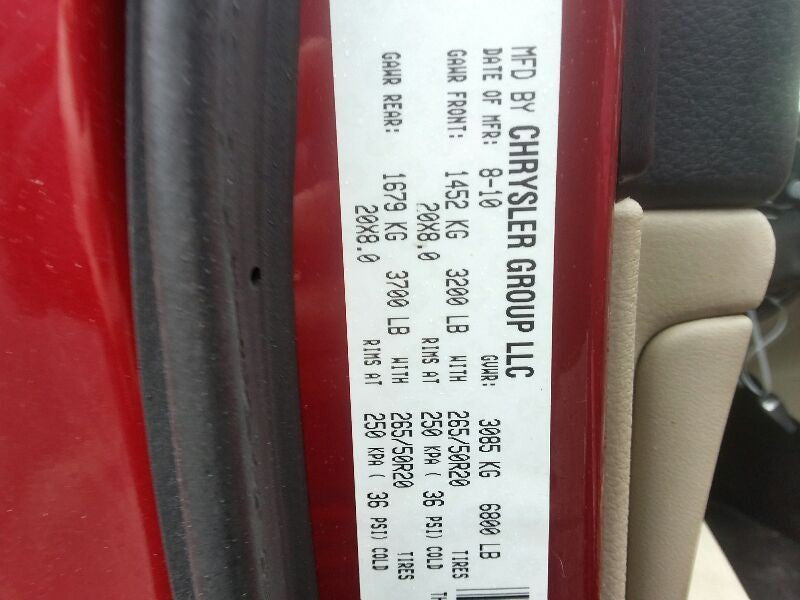 MFD BY CHRYSLER GROUP LLC
DATE OF MFR: 8-10 GVWR: 3085 KG 6800 LB
GAWR FRONT: 1452 KG 3200 LB WITH 265/50R20 TIRES
20X8.0 RIMS AT 250 KPA ( 36 PSI) COLD
GAWR REAR: 1679 KG 3700 LB WITH 265/50R20 TIRES
20X8.0 RIMS AT 250 KPA ( 36 PSI) COLD